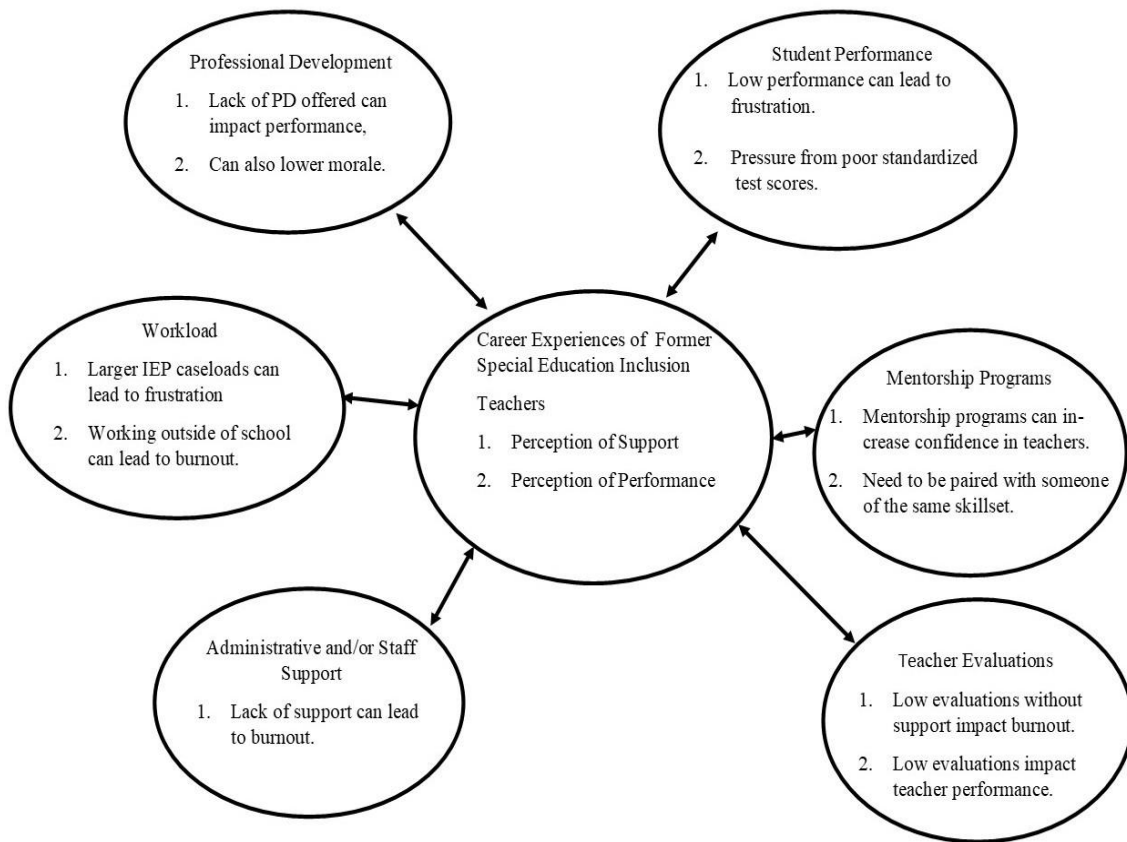 Professional Development
1. Lack of PD offered can
impact performance,
2. Can also lower morale.
Student Performance
1. Low performance can lead to
frustration.
2. Pressure from poor standardized
test scores.
Workload
1. Larger IEP caseloads can
lead to frustration
2. Working outside of school
can lead to burnout.
Career Experiences of Former
Special Education Inclusion
Teachers
1. Perception of Support
2. Perception of Performance
Mentorship Programs
1. Mentorship programs can in-
crease confidence in teachers.
2. Need to be paired with someone
of the same skillset.
Administrative and/or Staff
Support
1. Lack of support can lead
to burnout.
Teacher Evaluations
1. Low evaluations without
support impact burnout.
2. Low evaluations impact
teacher performance.